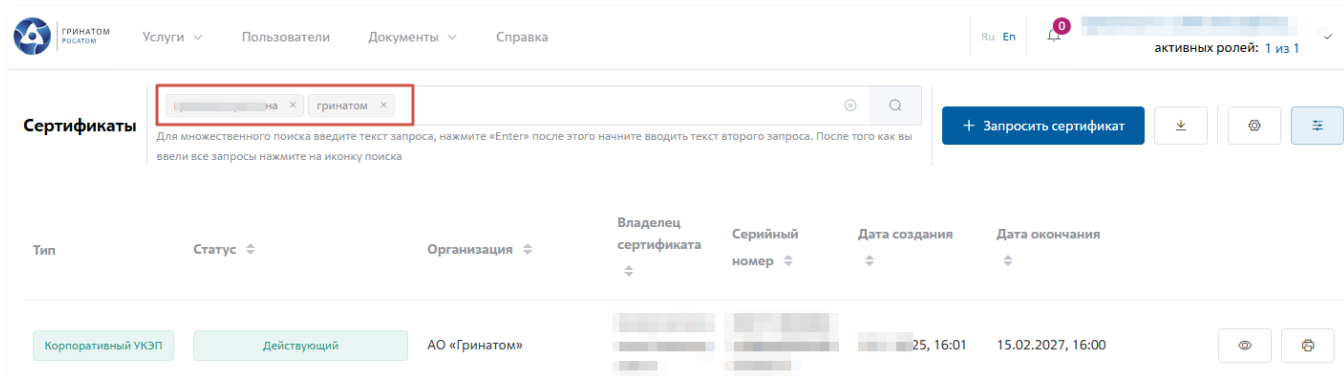 ГРИНАТОМ
РОСАТОМ
Услуги Пользователи Документы Справка
Ru En
0
активных ролей: 1 из 1
Сертификаты
на × гринатом ×
Для множественного поиска введите текст запроса, нажмите «Enter» после этого начните вводить текст второго запроса. После того как вы
ввели все запросы нажмите на иконку поиска
+ Запросить сертификат
Тип Статус Организация Владелец сертификата Серийный номер Дата создания Дата окончания
Корпоративный УКЭП Действующий АО «Гринатом» 25, 16:01 15.02.2027, 16:00